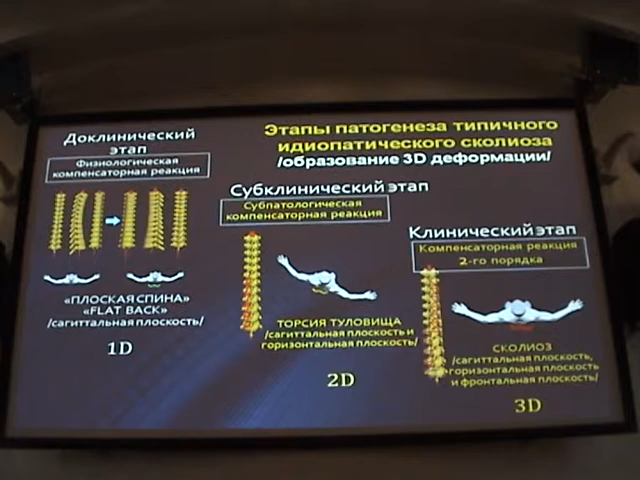 Этапы патогенеза типичного
идиопатического сколиоза
/образование 3D деформации/
Доклинический
этап
Физиологическая
компенсаторная реакция
«ПЛОСКАЯ СПИНА»
«FLAT BACK»
/сагиттальная плоскость/
1D
Субклинический этап
Субпатологическая
компенсаторная реакция
ТОРСИЯ ТУЛОВИЩА
/сагиттальная плоскость и
горизонтальная плоскость/
2D
Клинический этап
Компенсаторная реакция
2-го порядка
СКОЛИОЗ
/сагиттальная плоскость,
горизонтальная плоскость
и фронтальная плоскость/
3D